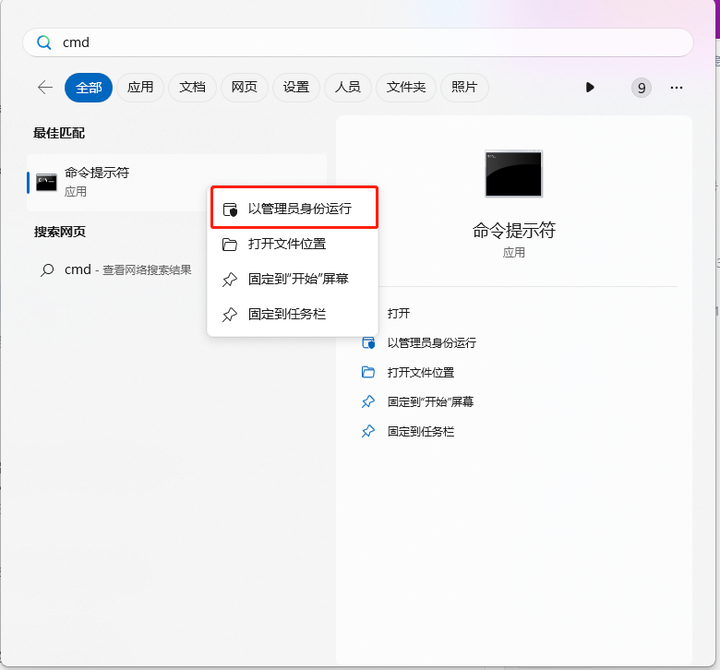 cmd
全部 应用 文档 网页 设置 人员 文件夹 照片 9
最佳匹配
命令提示符
应用
搜索网页
cmd - 查看网络搜索结果
以管理员身份运行
打开文件位置
固定到"开始"屏幕
固定到任务栏
命令提示符
应用
打开
以管理员身份运行
打开文件位置
固定到"开始"屏幕
固定到任务栏